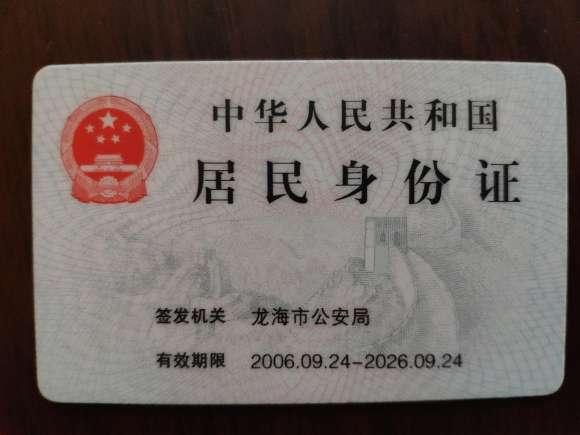 中华人民共和国
居民身份证
签发机关 龙海市公安局
有效期限 2006.09.24-2026.09.24